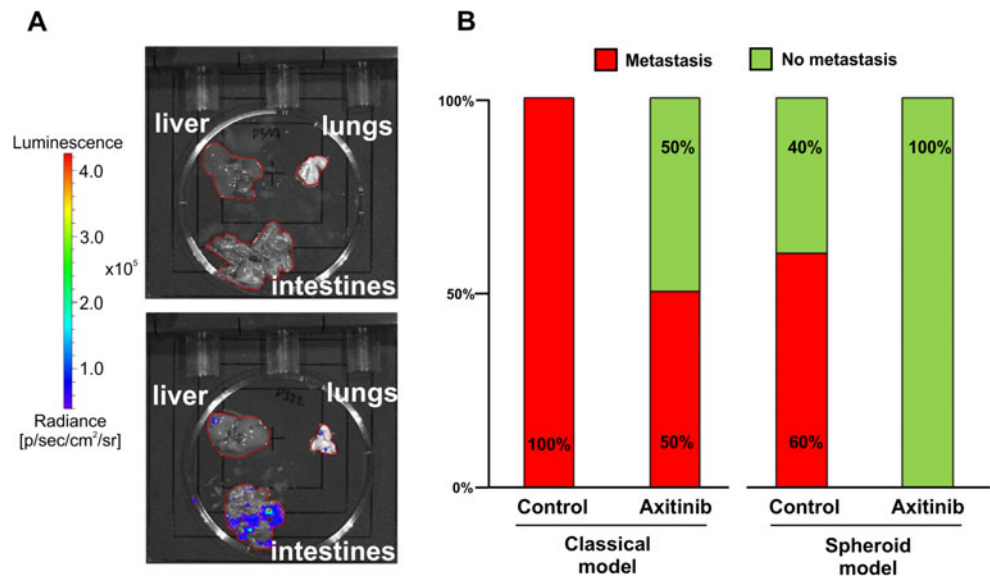 A
B
Metastasis
No metastasis
liver
lungs
intestines
Luminescence
4.0
3.0
x10⁵
2.0
1.0
Radiance
[p/sec/cm²/sr]
liver
lungs
intestines
100%
50%
0%
100%
50%
50%
40%
60%
100%
Control
Axitinib
Control
Axitinib
Classical
model
Spheroid
model